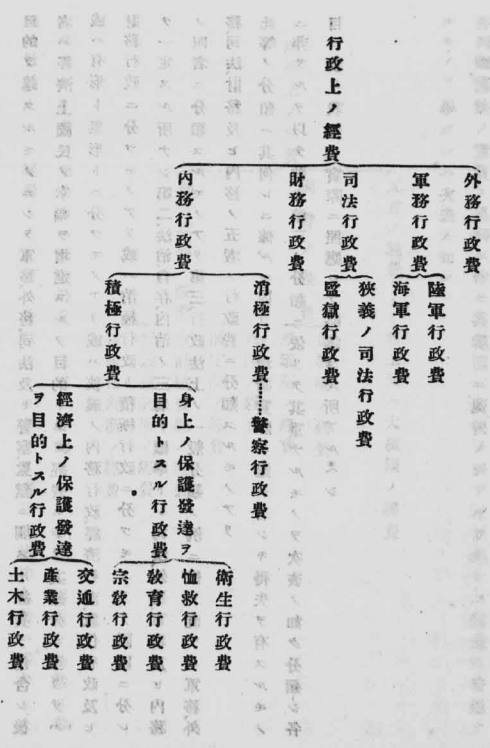 目行政上ノ經費
外務行政費
軍務行政費
陸軍行政費
海軍行政費
司法行政費
狹義ノ司法行政費
監獄行政費
財務行政費
內務行政費
消極行政費……警察行政費
積極行政費
身上ノ保護發達ヲ
目的トスル行政費
衞生行政費
恤救行政費
敎育行政費
宗敎行政費
經濟上ノ保護發達
ヲ目的トスル行政費
交通行政費
產業行政費
土木行政費